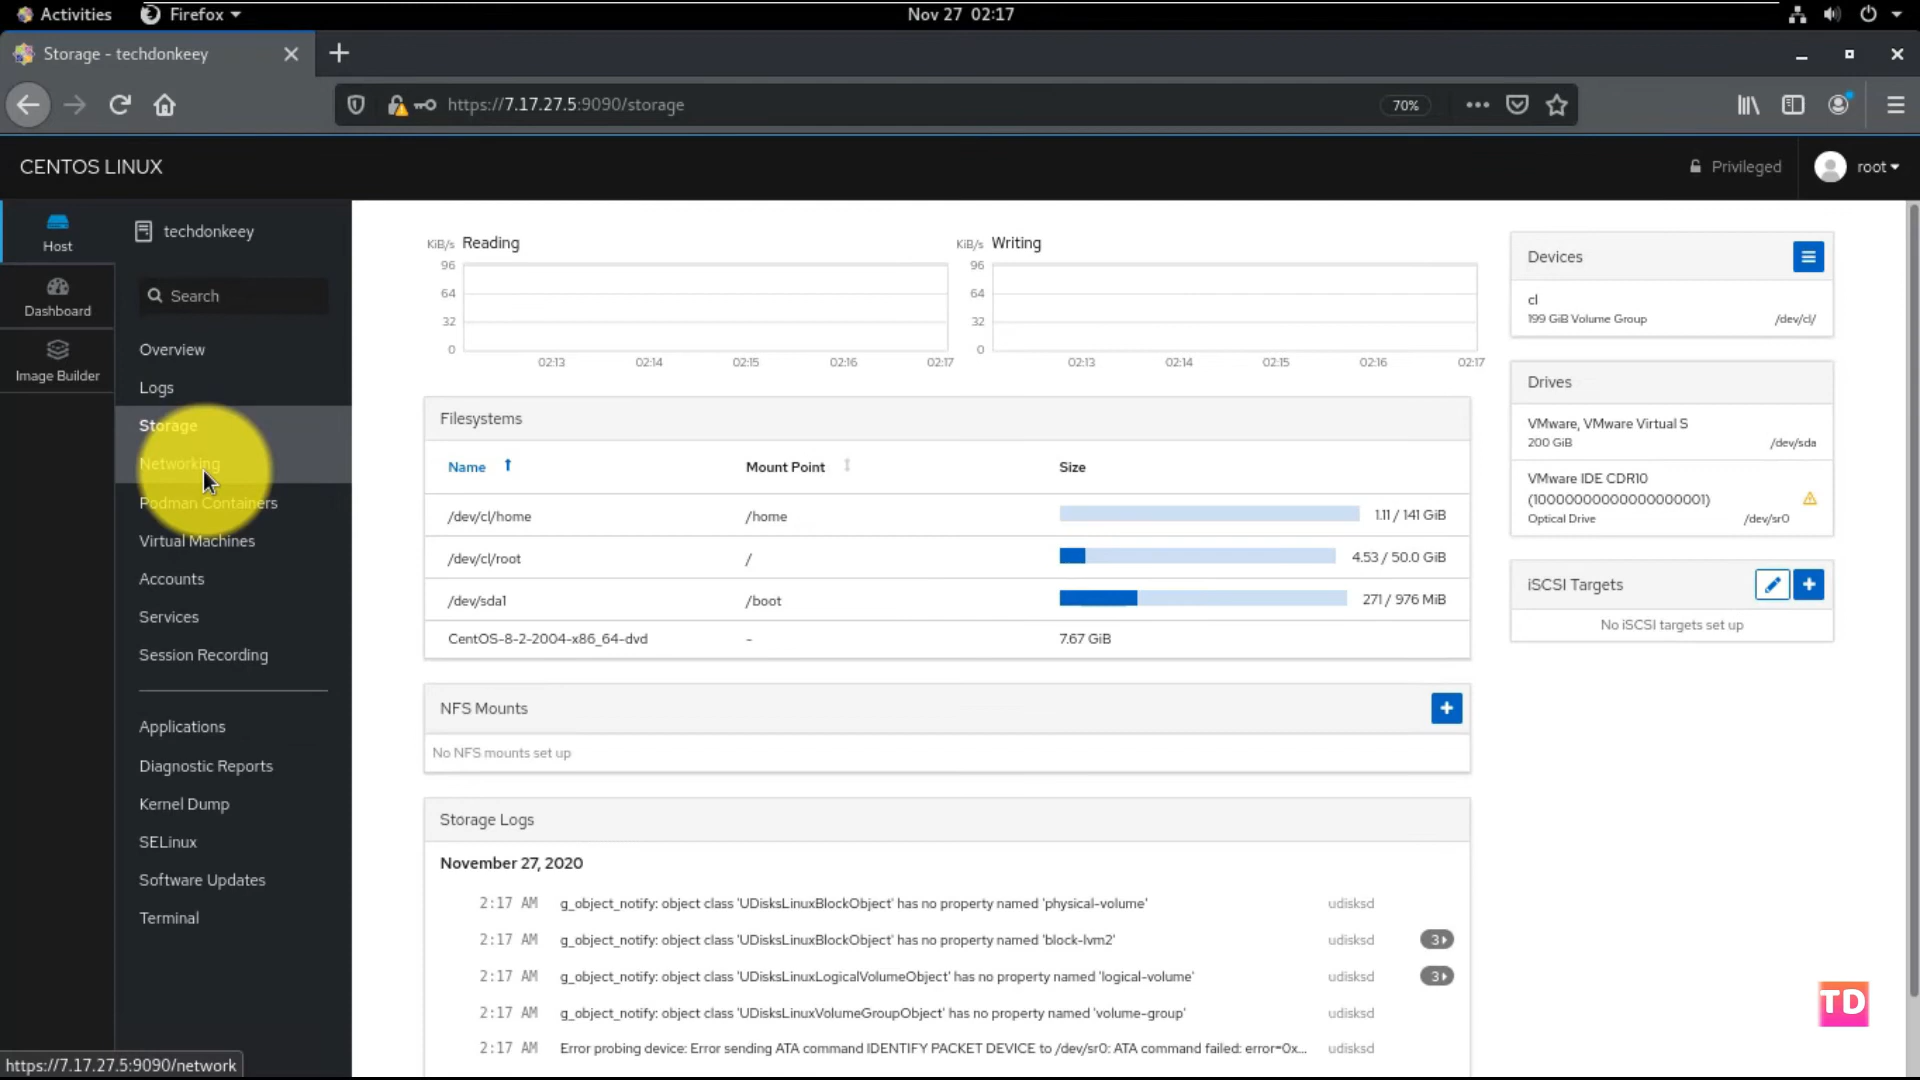 Activities Firefox Nov 27 02:17
Storage - techdonkeey
https://7.17.27.5:9090/storage 70%
CENTOS LINUX Privileged root
Host
Dashboard
Image Builder
techdonkeey
Search
Overview
Logs
Storage
Networking
Podman Containers
Virtual Machines
Accounts
Services
Session Recording
Applications
Diagnostic Reports
Kernel Dump
SELinux
Software Updates
Terminal
https://7.17.27.5:9090/network
KiB/s Reading
96
64
32
0
02:13 02:14 02:15 02:16 02:17
KiB/s Writing
96
64
32
0
02:13 02:14 02:15 02:16 02:17
Filesystems
Name Mount Point Size
/dev/cl/home /home 1.11 / 141 GiB
/dev/cl/root / 4.53 / 50.0 GiB
/dev/sda1 /boot 271 / 976 MiB
CentOS-8-2-2004-x86_64-dvd - 7.67 GiB
NFS Mounts
No NFS mounts set up
Storage Logs
November 27, 2020
2:17 AM g_object_notify: object class 'UDisksLinuxBlockObject' has no property named 'physical-volume' udisksd
2:17 AM g_object_notify: object class 'UDisksLinuxBlockObject' has no property named 'block-lvm2' udisksd 3
2:17 AM g_object_notify: object class 'UDisksLinuxLogicalVolumeObject' has no property named 'logical-volume' udisksd 3
2:17 AM g_object_notify: object class 'UDisksLinuxVolumeGroupObject' has no property named 'volume-group' udisksd
2:17 AM Error probing device: Error sending ATA command IDENTIFY PACKET DEVICE to /dev/sr0: ATA command failed: error=0x... udisksd
Devices
cl
199 GiB Volume Group /dev/cl/
Drives
VMware, VMware Virtual S
200 GiB /dev/sda
VMware IDE CDR10
(10000000000000000001)
Optical Drive /dev/sr0
iSCSI Targets
No iSCSI targets set up
TD